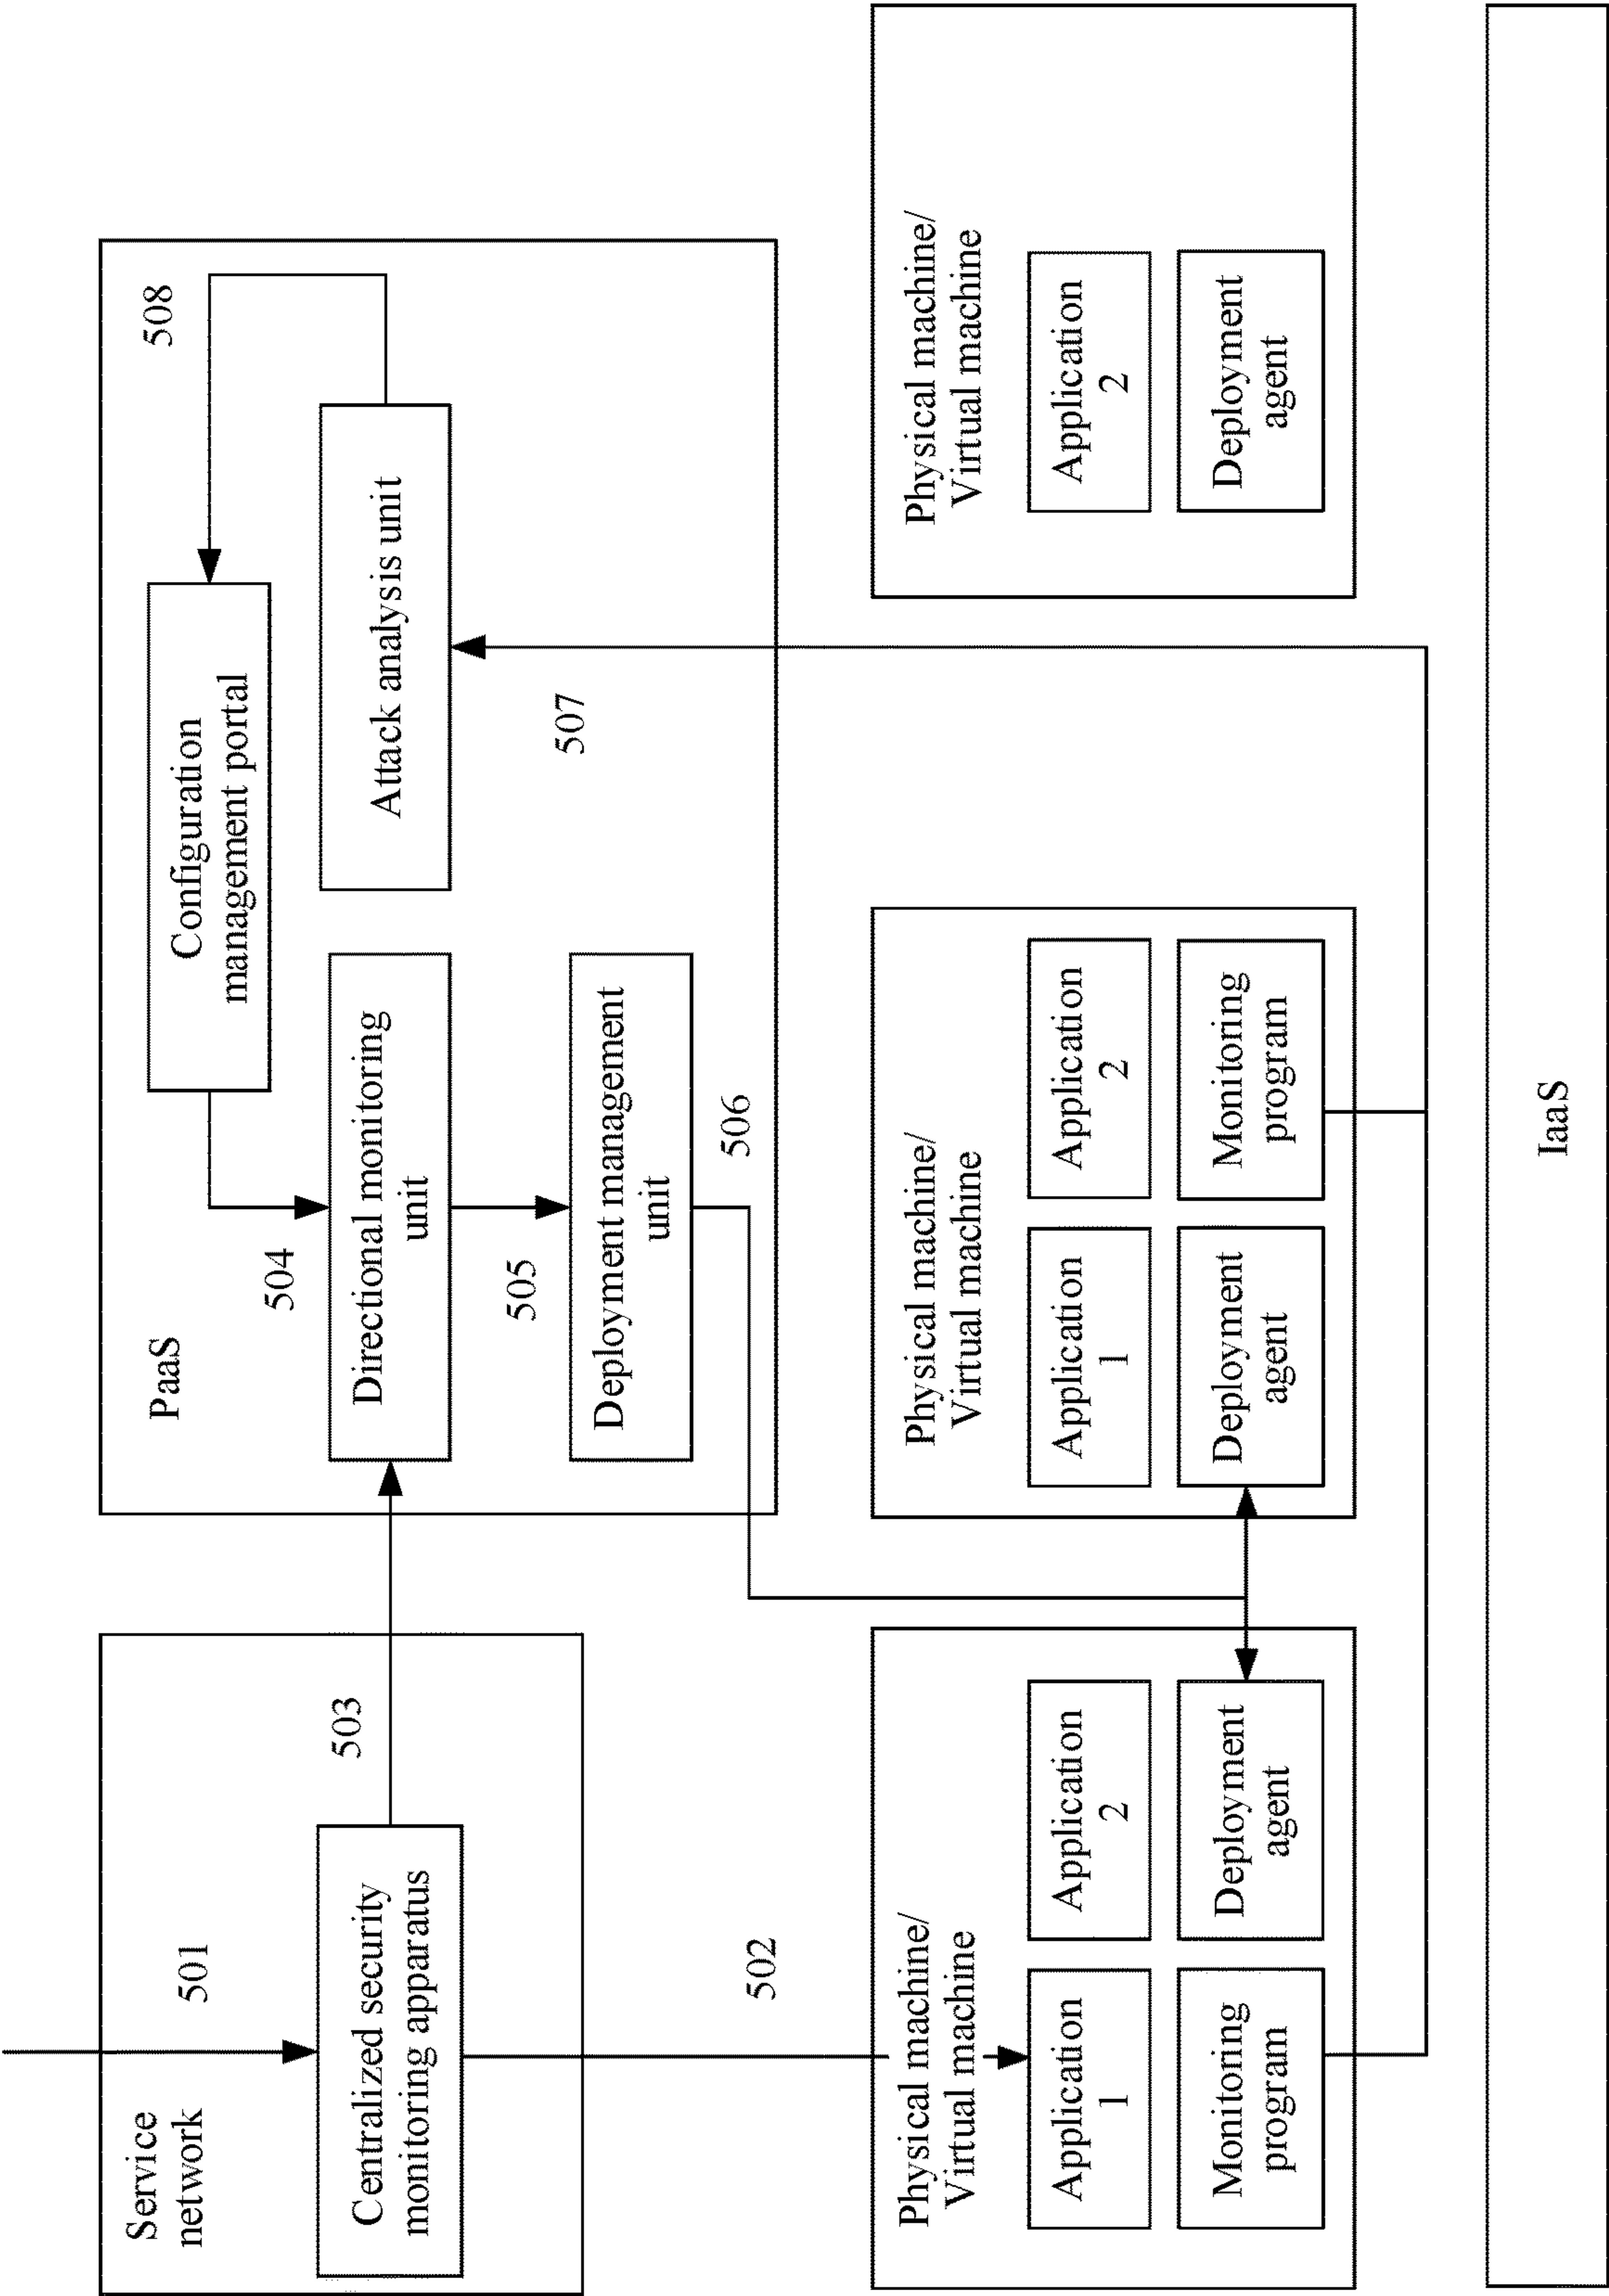 Service
network
501
Centralized security
monitoring apparatus
503
502
PaaS
Configuration
management portal
508
504
Directional monitoring
unit
Attack analysis unit
505
507
Deployment management
unit
506
Physical machine/
Virtual machine
Application
1
Application
2
Monitoring
program
Deployment
agent
Physical machine/
Virtual machine
Application
1
Application
2
Deployment
agent
Monitoring
program
Physical machine/
Virtual machine
Application
2
Deployment
agent
IaaS